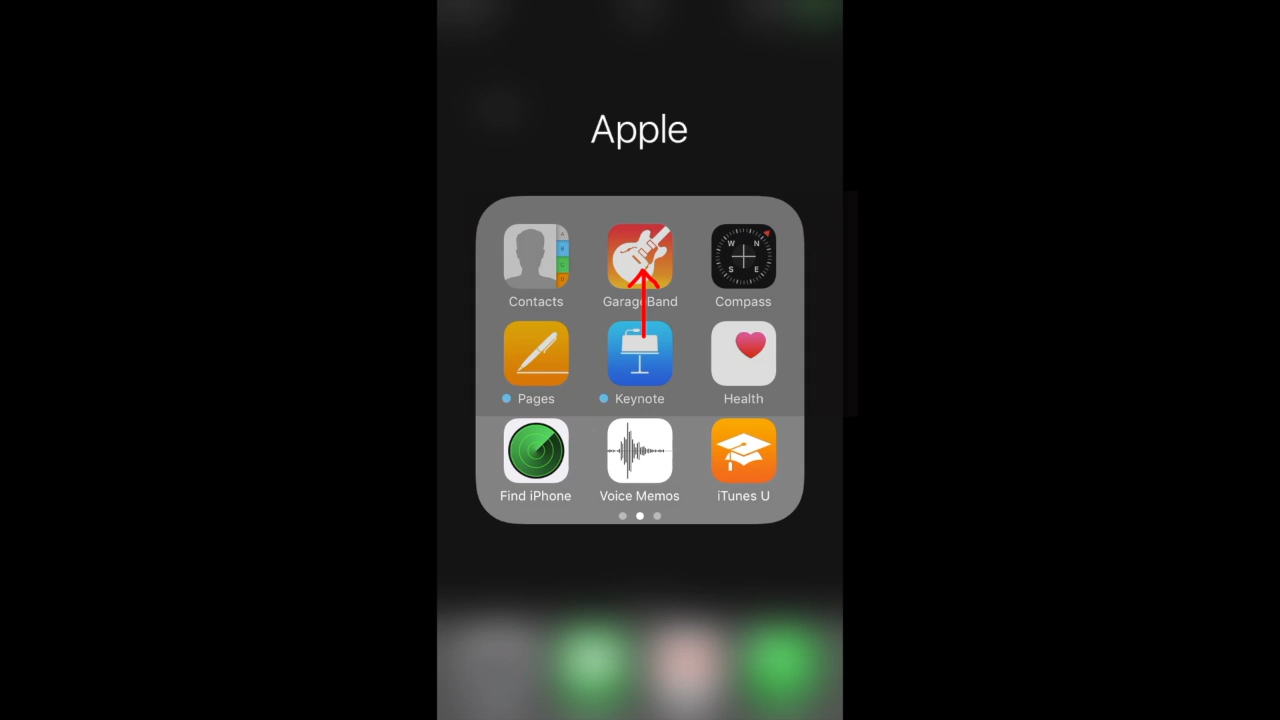 Apple
A
B
C
D
W N
S E
Contacts GarageBand Compass
Pages Keynote Health
Find iPhone Voice Memos iTunes U